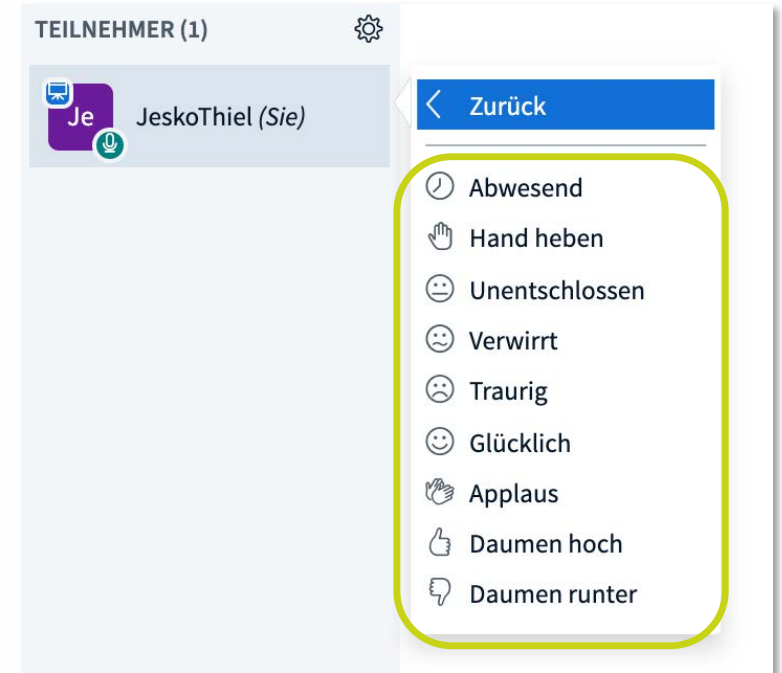 TEILNEHMER (1)
Je
JeskoThiel (Sie)
Zurück
Abwesend
Hand heben
Unentschlossen
Verwirrt
Traurig
Glücklich
Applaus
Daumen hoch
Daumen runter